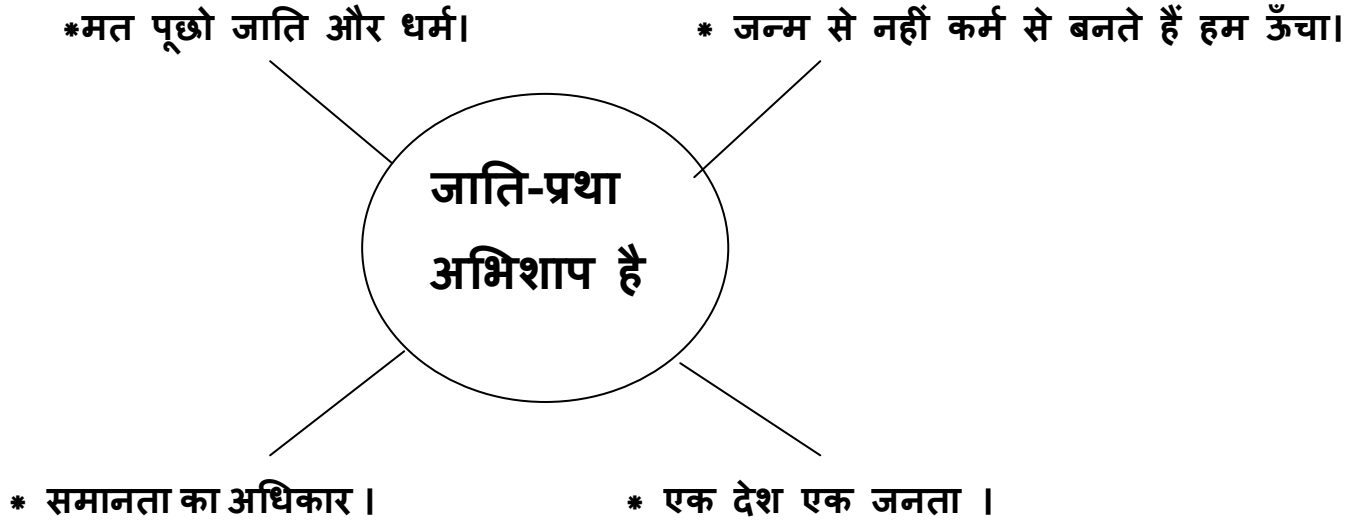 *मत पूछो जाति और धर्म।
* जन्म से नहीं कर्म से बनते हैं हम ऊँचा।
जाति-प्रथा
अभिशाप है
* समानता का अधिकार ।
* एक देश एक जनता ।